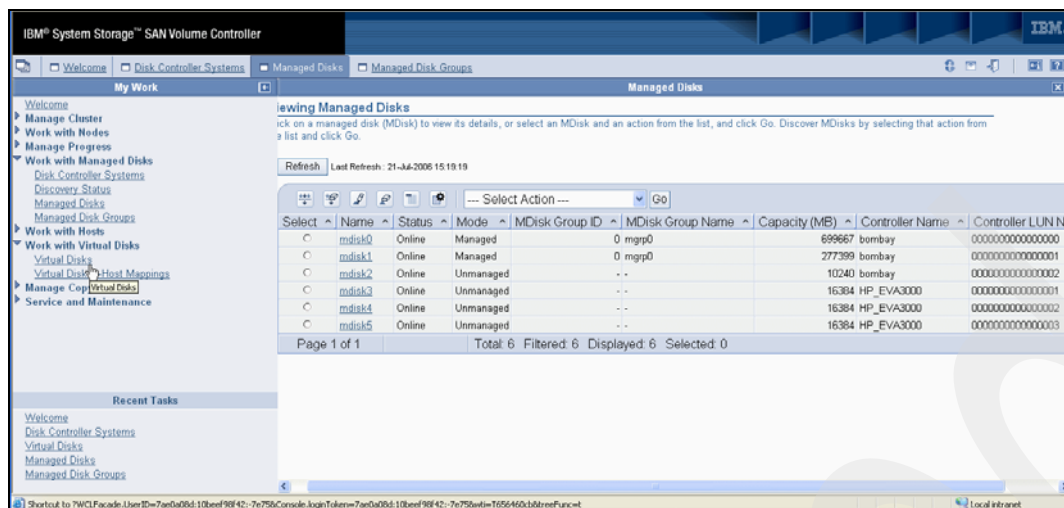 IBM® System Storage™ SAN Volume Controller
IBM
Welcome Disk Controller Systems Managed Disks Managed Disk Groups
My Work
Managed Disks
Welcome
Manage Cluster
Work with Nodes
Manage Progress
Work with Managed Disks
Disk Controller Systems
Discovery Status
Managed Disks
Managed Disk Groups
Work with Hosts
Work with Virtual Disks
Virtual Disks
Virtual Disk -Host Mappings
Manage Cop
Virtual Disks
Service and Maintenance
Recent Tasks
Welcome
Disk Controller Systems
Virtual Disks
Managed Disks
Managed Disk Groups
iewing Managed Disks
ick on a managed disk (MDisk) to view its details, or select an MDisk and an action from the list, and click Go. Discover MDisks by selecting that action from
e list and click Go.
Refresh Last Refresh : 21-Jul-2006 15:19:19
--- Select Action --- Go
Select Name Status Mode MDisk Group ID MDisk Group Name Capacity (MB) Controller Name Controller LUN N
mdisk0 Online Managed 0 mgrp0 699667 bombay 0000000000000000
mdisk1 Online Managed 0 mgrp0 277399 bombay 0000000000000001
mdisk2 Online Unmanaged - - 10240 bombay 0000000000000002
mdisk3 Online Unmanaged - - 16384 HP_EVA3000 0000000000000001
mdisk4 Online Unmanaged - - 16384 HP_EVA3000 0000000000000002
mdisk5 Online Unmanaged - - 16384 HP_EVA3000 0000000000000003
Page 1 of 1 Total: 6 Filtered: 6 Displayed: 6 Selected: 0
Local intranet